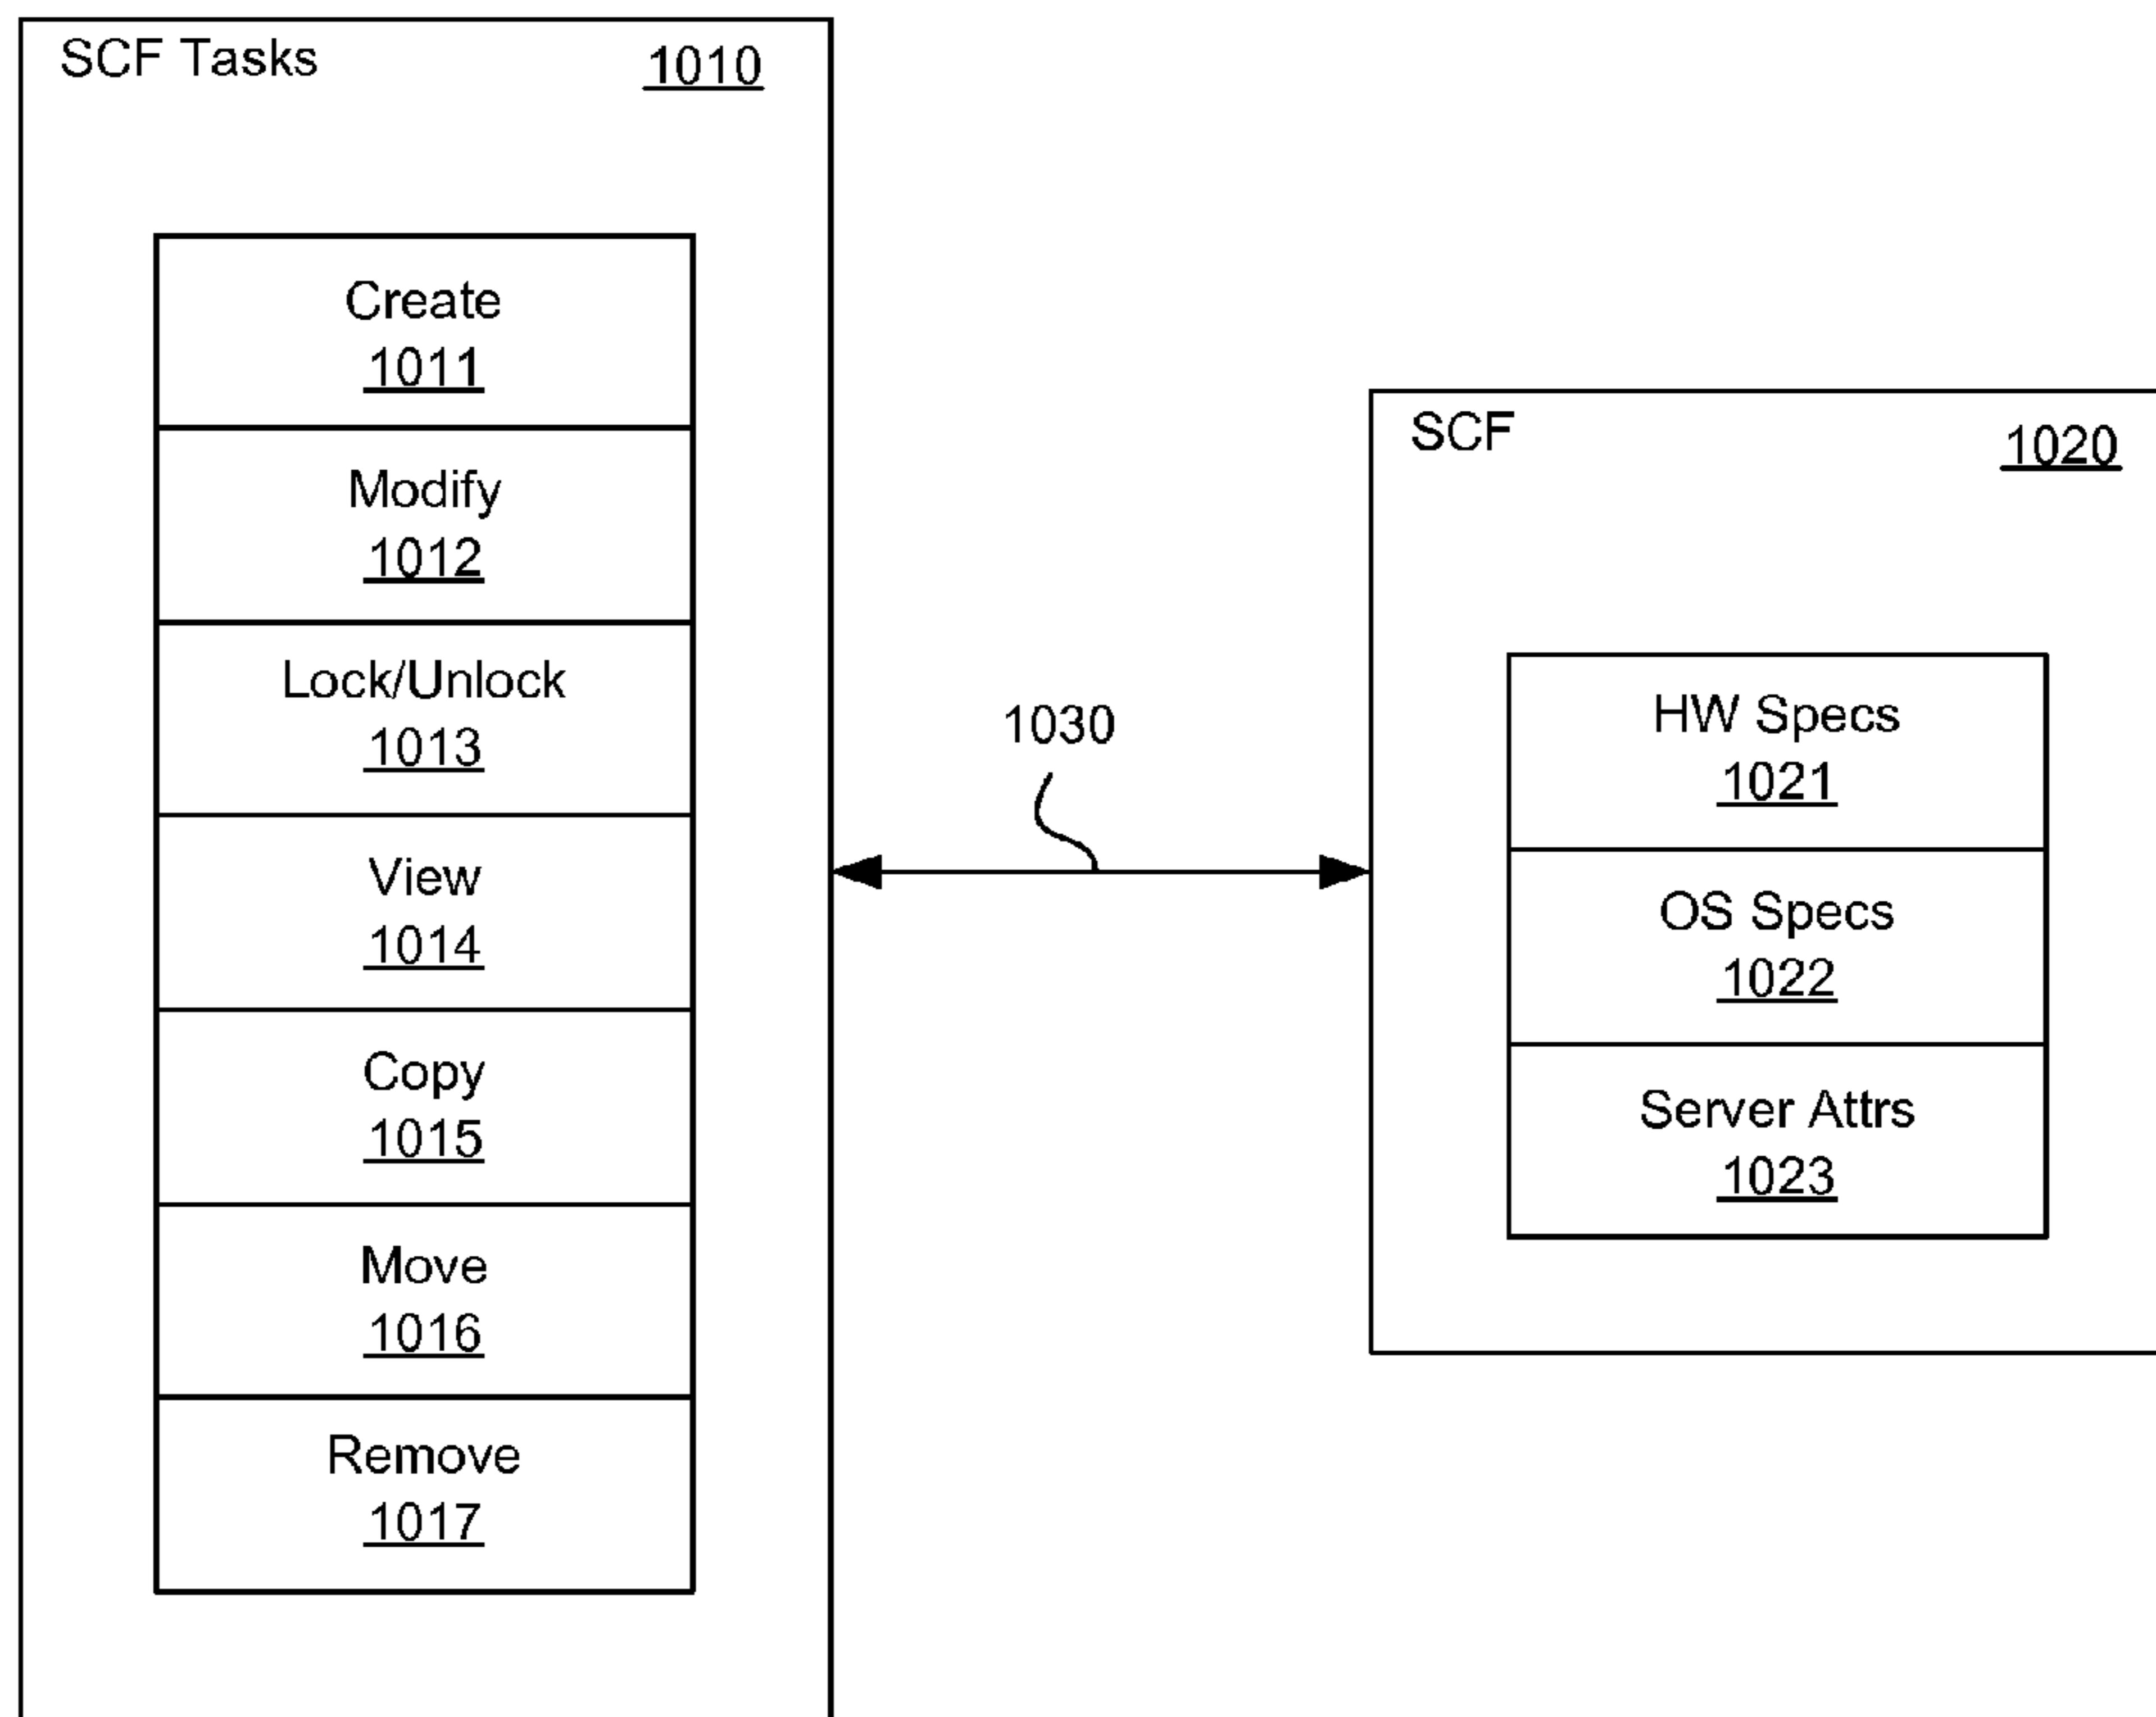 SCF Tasks 1010
Create
1011
Modify
1012
Lock/Unlock
1013
View
1014
Copy
1015
Move
1016
Remove
1017
1030
SCF 1020
HW Specs
1021
OS Specs
1022
Server Attrs
1023